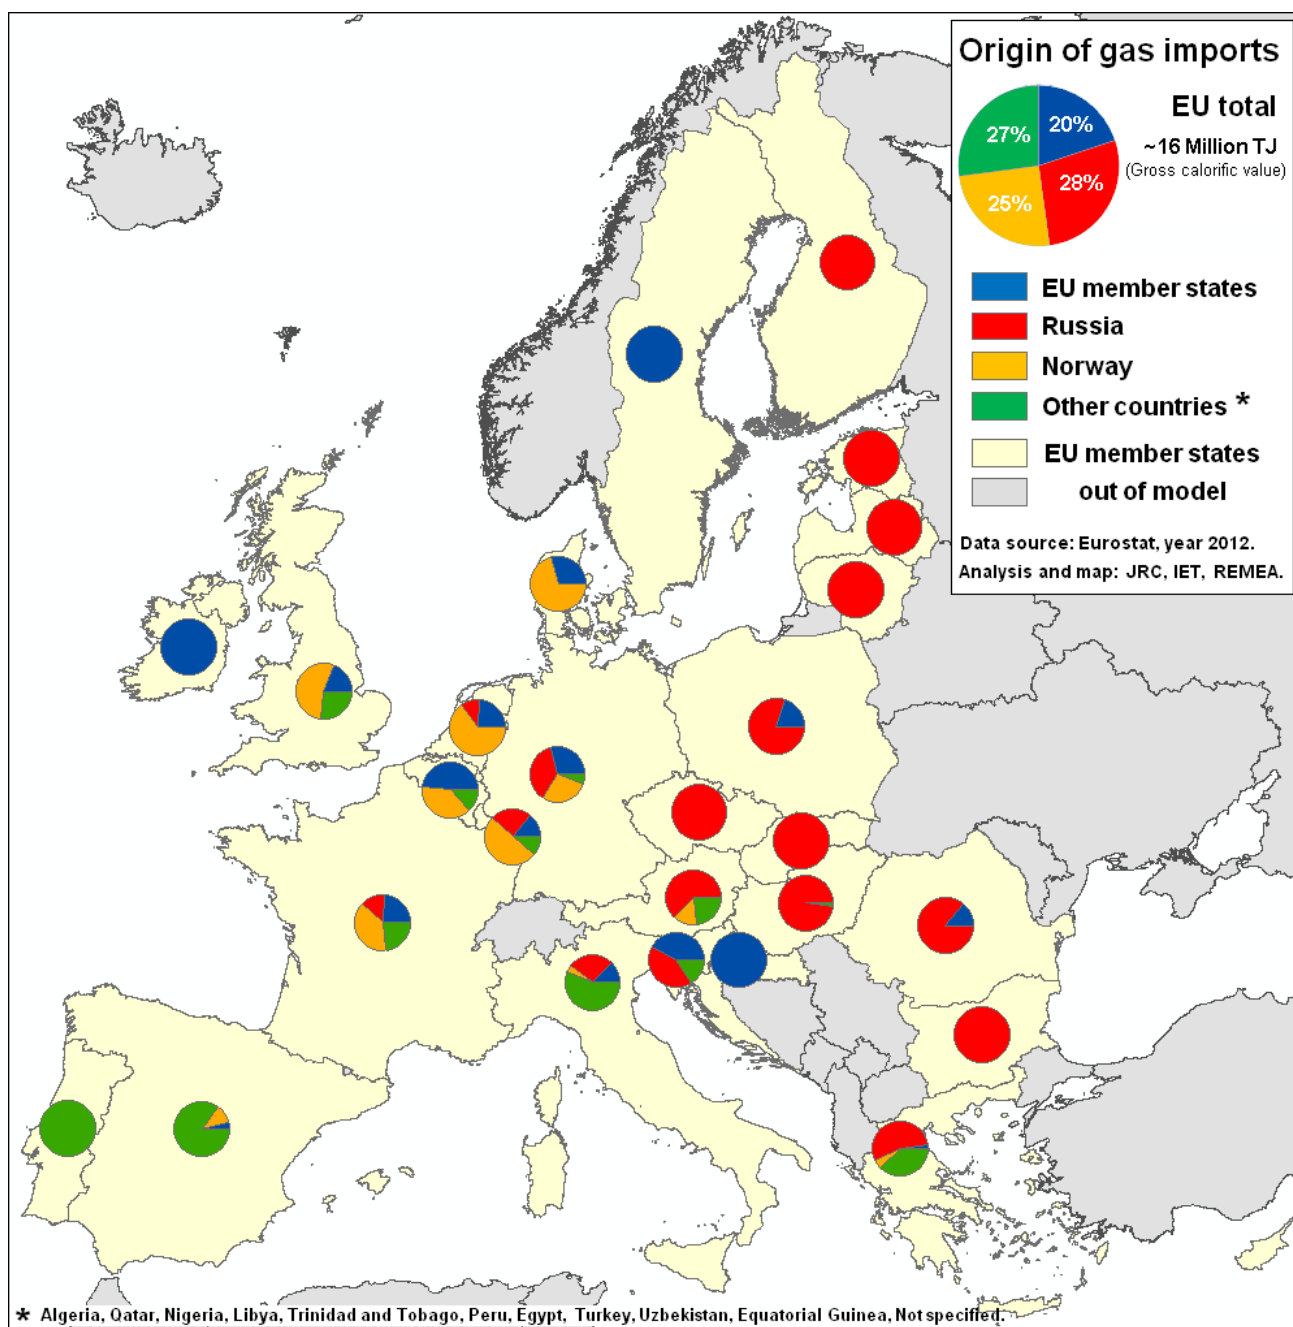 Origin of gas imports
EU total
~16 Million TJ
(Gross calorific value)
27%
20%
25%
28%
EU member states
Russia
Norway
Other countries *
EU member states
out of model
Data source: Eurostat, year 2012.
Analysis and map: JRC, IET, REMEA.
* Algeria, Qatar, Nigeria, Libya, Trinidad and Tobago, Peru, Egypt, Turkey, Uzbekistan, Equatorial Guinea, Not specified.